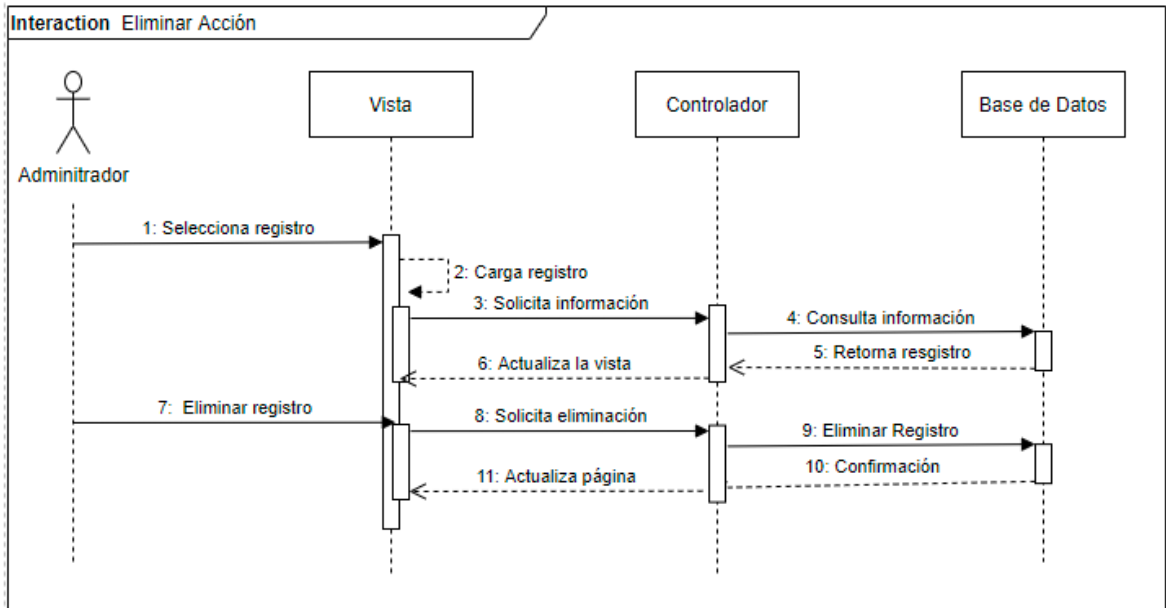 Interaction Eliminar Acción
Vista
Controlador
Base de Datos
Adminitrador
1: Selecciona registro
2: Carga registro
3: Solicita información
4: Consulta información
5: Retorna resgistro
6: Actualiza la vista
7: Eliminar registro
8: Solicita eliminación
9: Eliminar Registro
10: Confirmación
11: Actualiza página